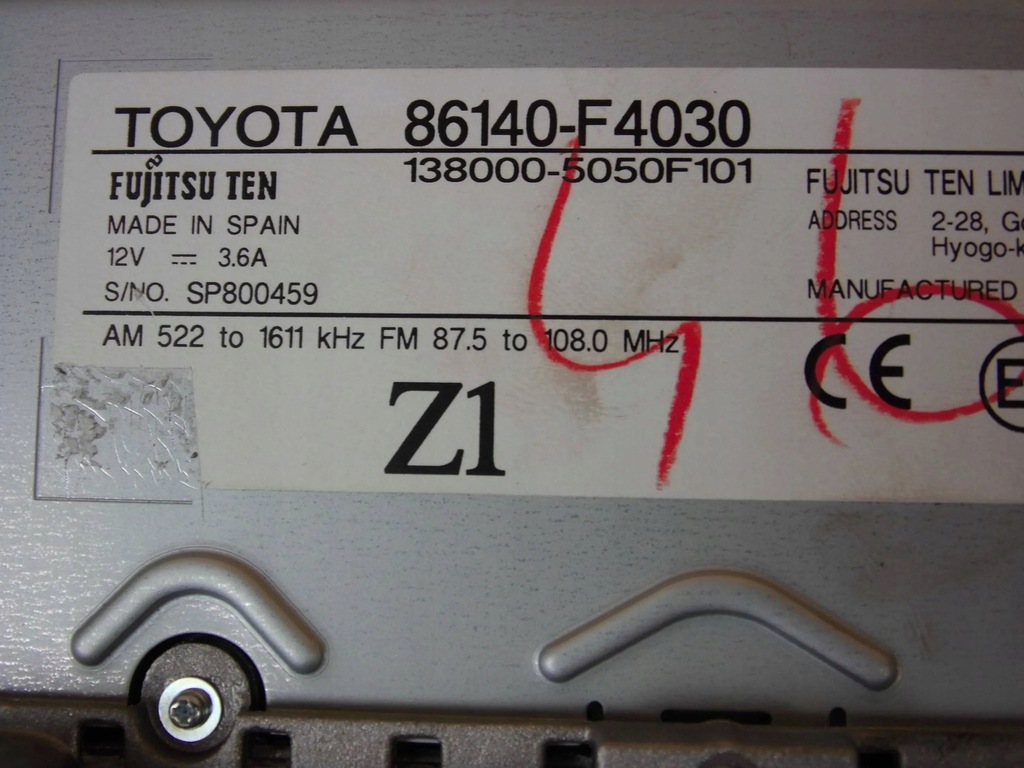 TOYOTA 86140-F4030
138000-5050F101
FUJITSU TEN
MADE IN SPAIN
12V 3.6A
S/NO. SP800459
AM 522 to 1611 kHz FM 87.5 to 108.0 MHz
Z1
FUJITSU TEN LIM
ADDRESS 2-28, Go
Hyogo-k
MANUFACTURED
CE
E